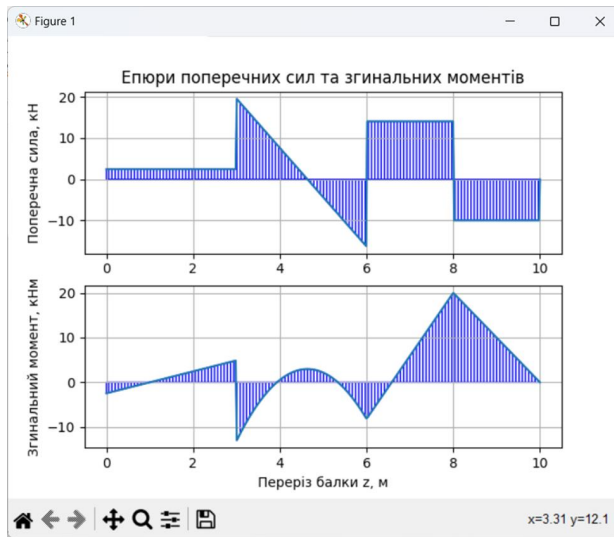 Figure 1
Епюри поперечних сил та згинальних моментів
Поперечна сила, кН
20
10
0
−10
0 2 4 6 8 10
Згинальний момент, кНм
20
10
0
−10
0 2 4 6 8 10
Переріз балки z, м
x=3.31 y=12.1